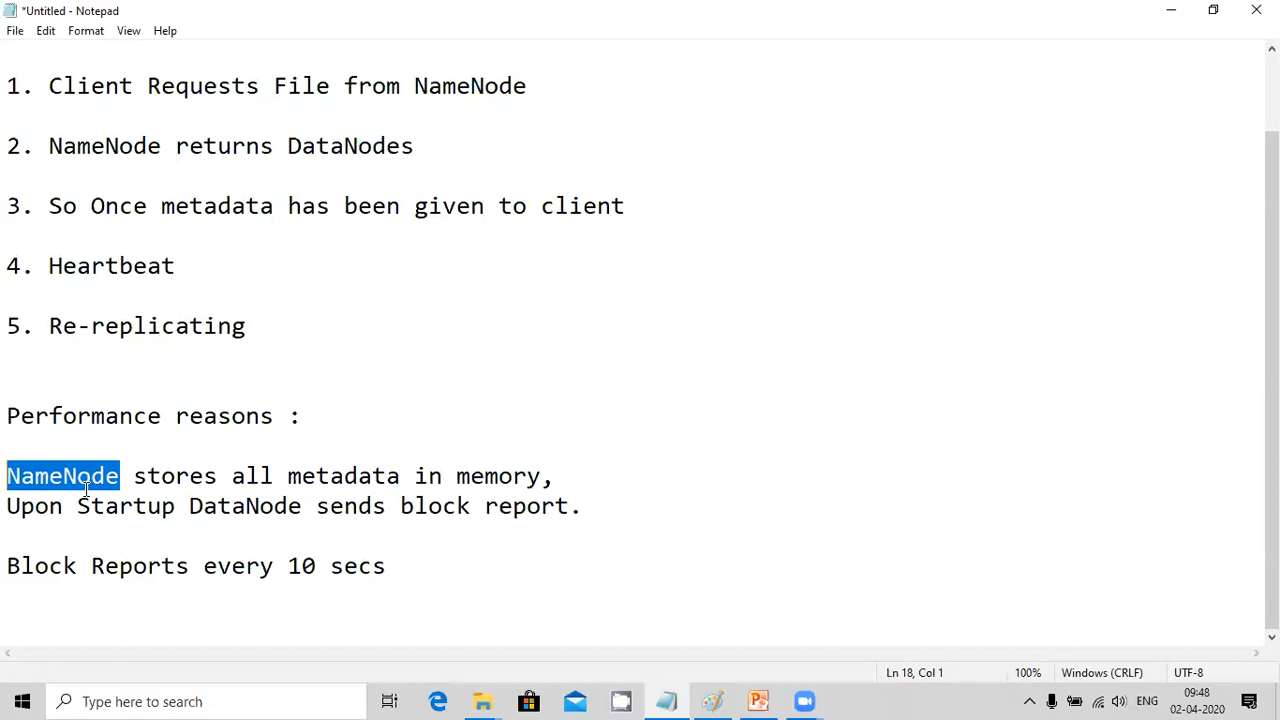 *Untitled - Notepad
File Edit Format View Help
1. Client Requests File from NameNode
2. NameNode returns DataNodes
3. So Once metadata has been given to client
4. Heartbeat
5. Re-replicating
Performance reasons :
NameNode stores all metadata in memory,
Upon Startup DataNode sends block report.
Block Reports every 10 secs
Ln 18, Col 1 100% Windows (CRLF) UTF-8
Type here to search
ENG
09:48
02-04-2020